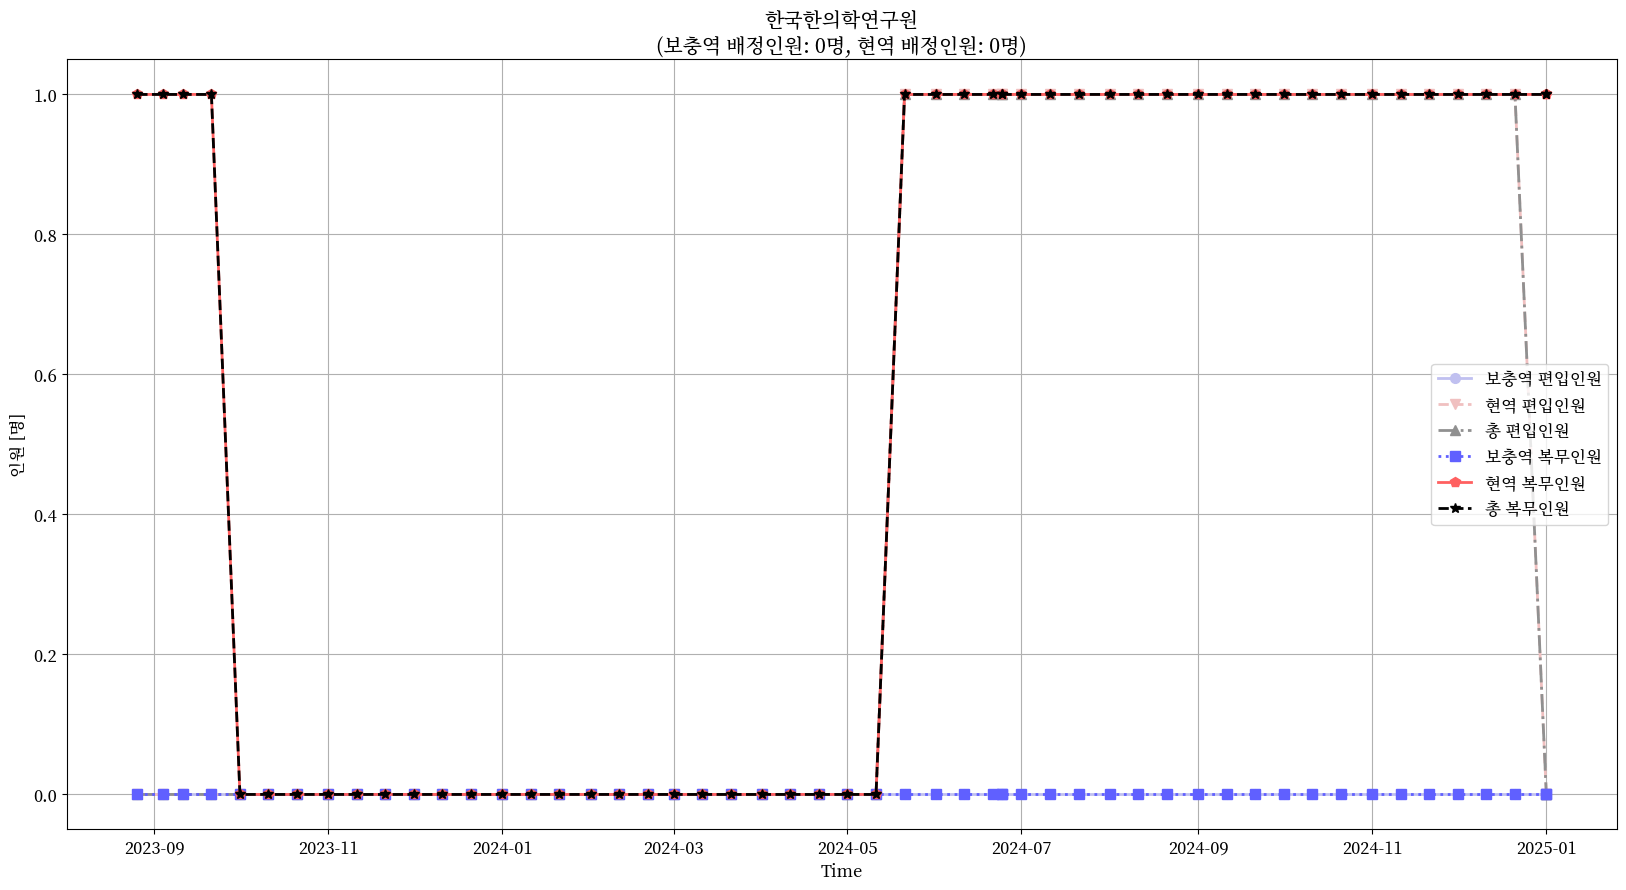 한국한의학연구원
(보충역 배정인원: 0명, 현역 배정인원: 0명)
인원 [명]
1.0
0.8
0.6
0.4
0.2
0.0
보충역 편입인원
현역 편입인원
총 편입인원
보충역 복무인원
현역 복무인원
총 복무인원
2023-09
2023-11
2024-01
2024-03
2024-05
2024-07
2024-09
2024-11
2025-01
Time